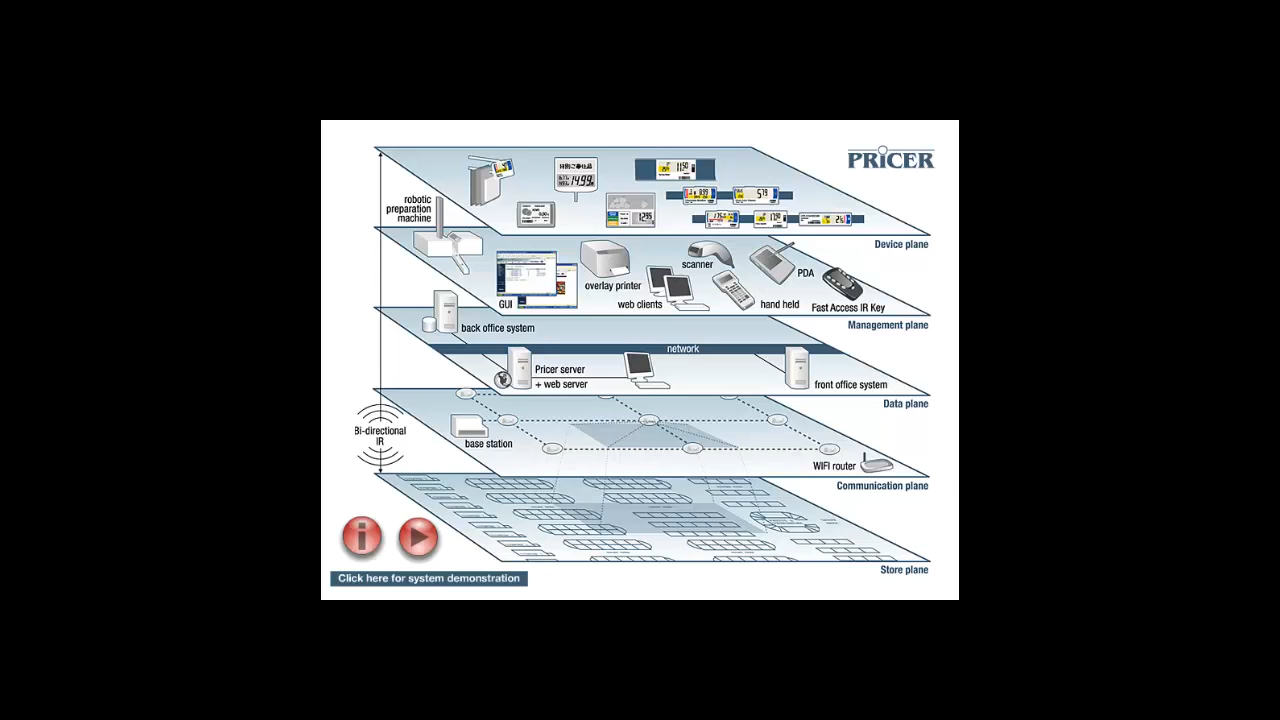 PRICER
robotic
preparation
machine
Device plane
GUI
overlay printer
web clients
scanner
hand held
PDA
Fast Access IR Key
Management plane
back office system
network
Pricer server
+ web server
front office system
Data plane
Bi-directional
IR
base station
WIFI router
Communication plane
Store plane
Click here for system demonstration